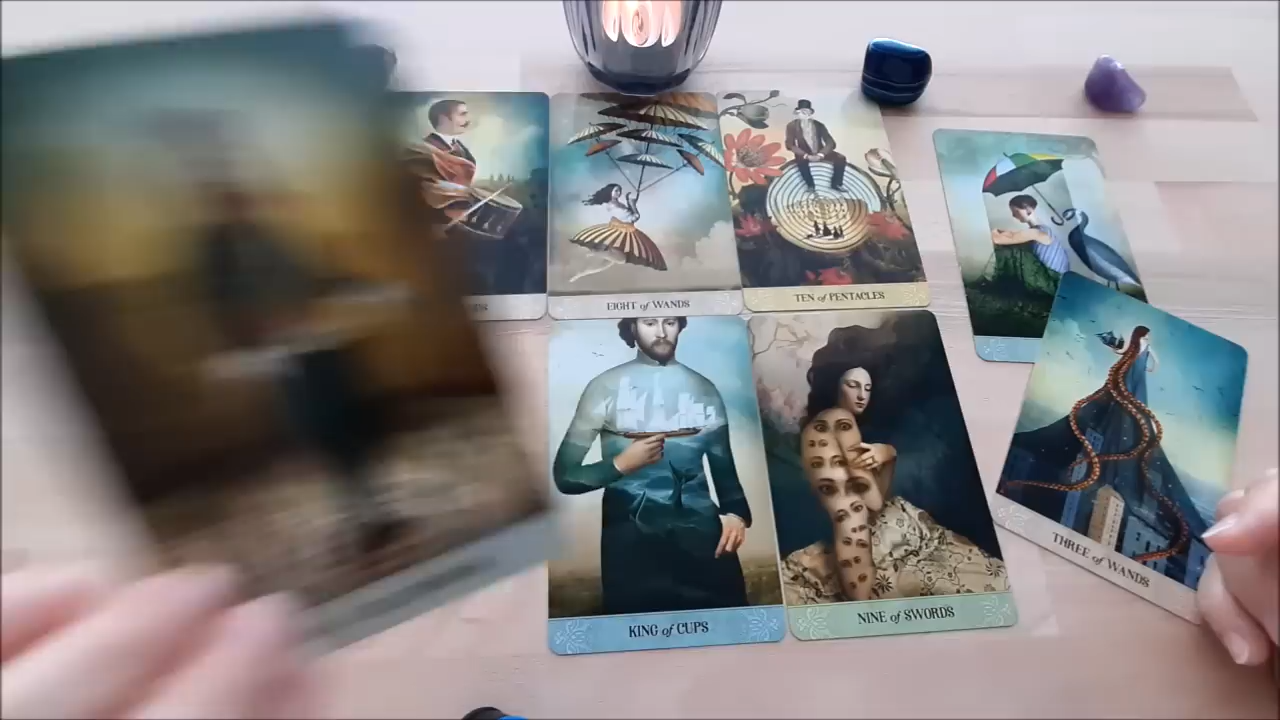 EIGHT of WANDS
TEN of PENTACLES
THREE of WANDS
KING of CUPS
NINE of SWORDS